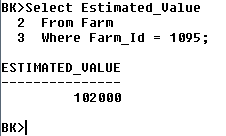 BK>Select Estimated_Value
2 From Farm
3 Where Farm_Id = 1095;
ESTIMATED_VALUE
---------------
102000
BK>